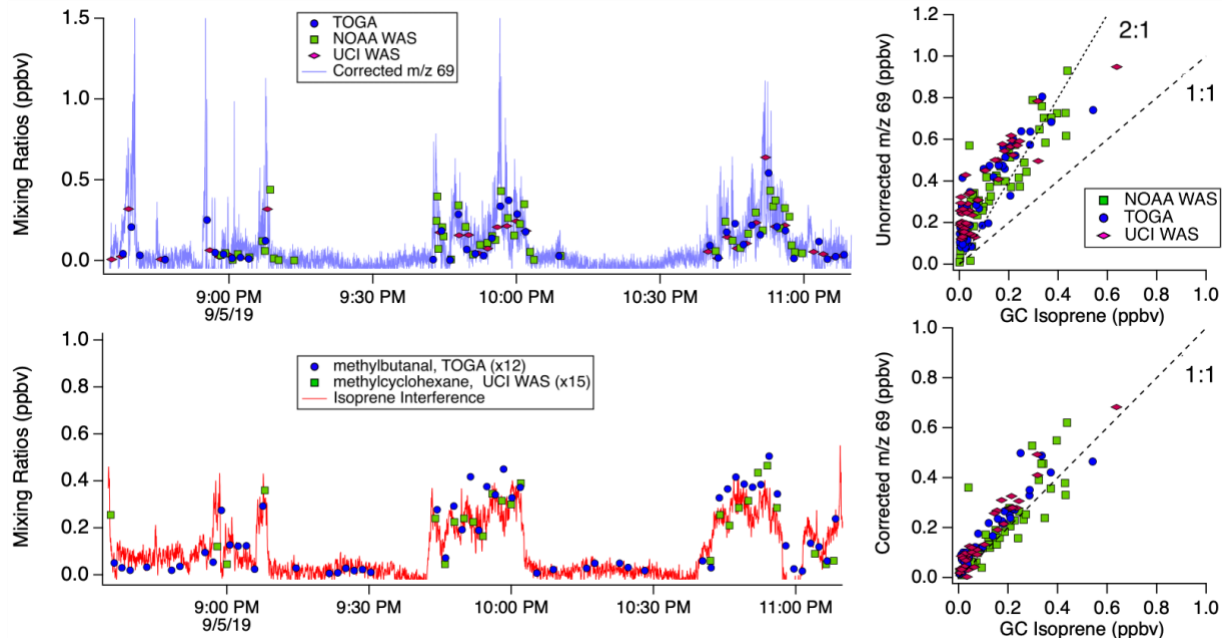 Mixing Ratios (ppbv)
1.5
1.0
0.5
0.0
TOGA
NOAA WAS
UCI WAS
Corrected m/z 69
9:00 PM
9/5/19
9:30 PM
10:00 PM
10:30 PM
11:00 PM
Uncorrected m/z 69 (ppbv)
1.2
1.0
0.8
0.6
0.4
0.2
0.0
2:1
1:1
NOAA WAS
TOGA
UCI WAS
0.0
0.2
0.4
0.6
0.8
1.0
GC Isoprene (ppbv)
Mixing Ratios (ppbv)
1.0
0.8
0.6
0.4
0.2
0.0
methylbutanal, TOGA (x12)
methylcyclohexane, UCI WAS (x15)
Isoprene Interference
9:00 PM
9/5/19
9:30 PM
10:00 PM
10:30 PM
11:00 PM
Corrected m/z 69 (ppbv)
1.2
1.0
0.8
0.6
0.4
0.2
0.0
1:1
0.0
0.2
0.4
0.6
0.8
1.0
GC Isoprene (ppbv)